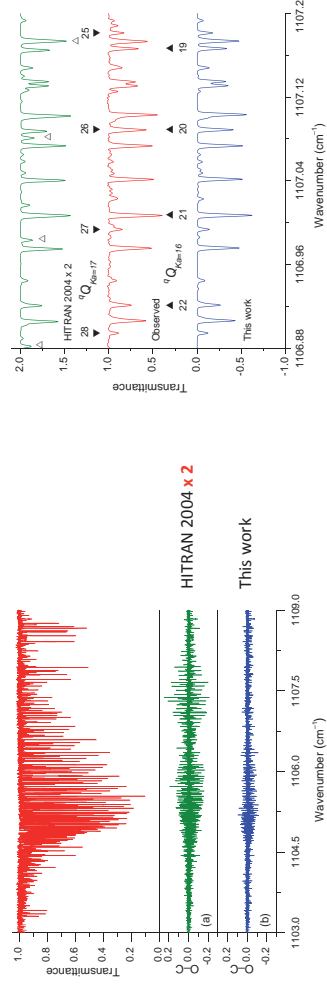 1.0
0.8
0.6
0.4
0.2
Transmittance
0.2
0.0
-0.2
O–C
(a)
0.2
0.0
-0.2
O–C
(b)
1103.0
1104.5
1106.0
1107.5
1109.0
Wavenumber (cm⁻¹)
HITRAN 2004 x 2
This work
2.0
1.5
1.0
0.5
0.0
-0.5
-1.0
Transmittance
HITRAN 2004 x 2
qQKa=17
28
27
26
25
Observed
qQKa=16
22
21
20
19
This work
1106.88
1106.96
1107.04
1107.12
1107.2
Wavenumber (cm⁻¹)